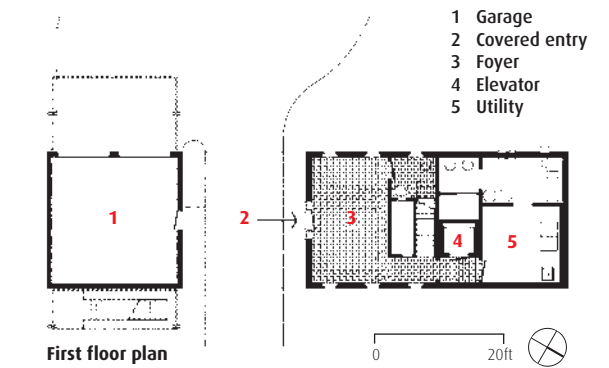 1 Garage
2 Covered entry
3 Foyer
4 Elevator
5 Utility
1
2
3
4
5
First floor plan
0 20ft